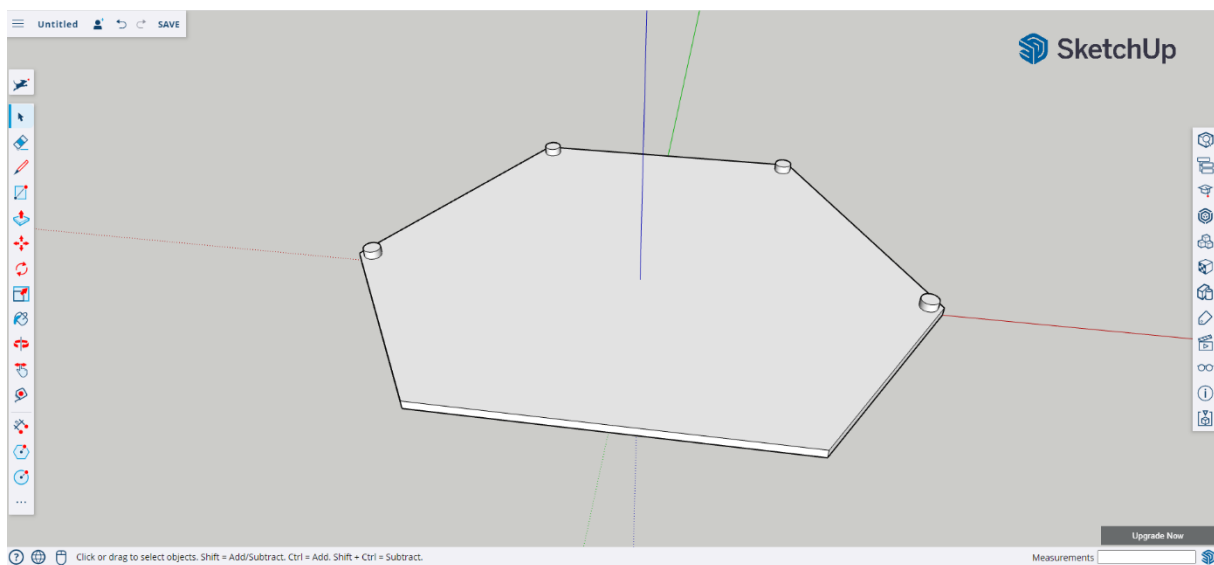 Untitled
SAVE
SketchUp
Upgrade Now
Click or drag to select objects. Shift = Add/Subtract. Ctrl = Add. Shift + Ctrl = Subtract.
Measurements